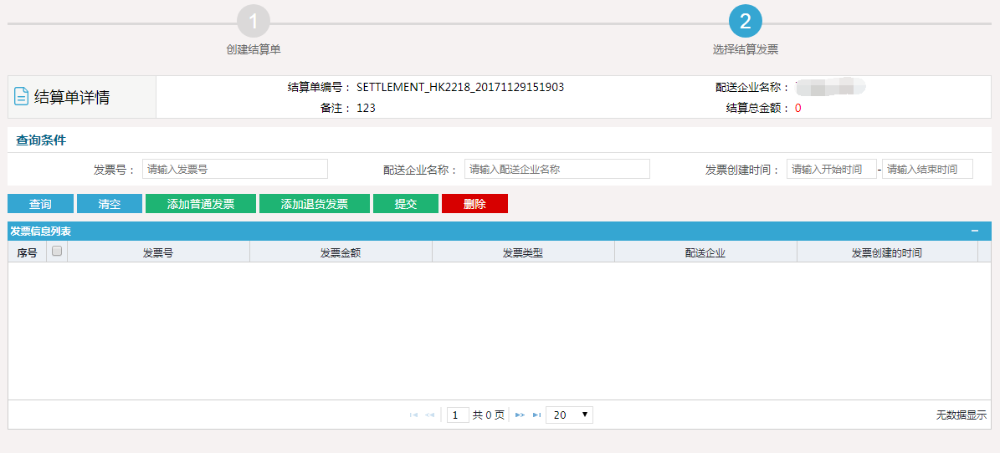 1
2
创建结算单
选择结算发票
结算单详情
结算单编号： SETTLEMENT_HK2218_20171129151903
配送企业名称：
备注： 123
结算总金额： 0
查询条件
发票号： 请输入发票号
配送企业名称： 请输入配送企业名称
发票创建时间： 请输入开始时间 - 请输入结束时间
查询 清空 添加普通发票 添加退货发票 提交 删除
发票信息列表
序号 发票号 发票金额 发票类型 配送企业 发票创建的时间
1 共 0 页 20 无数据显示